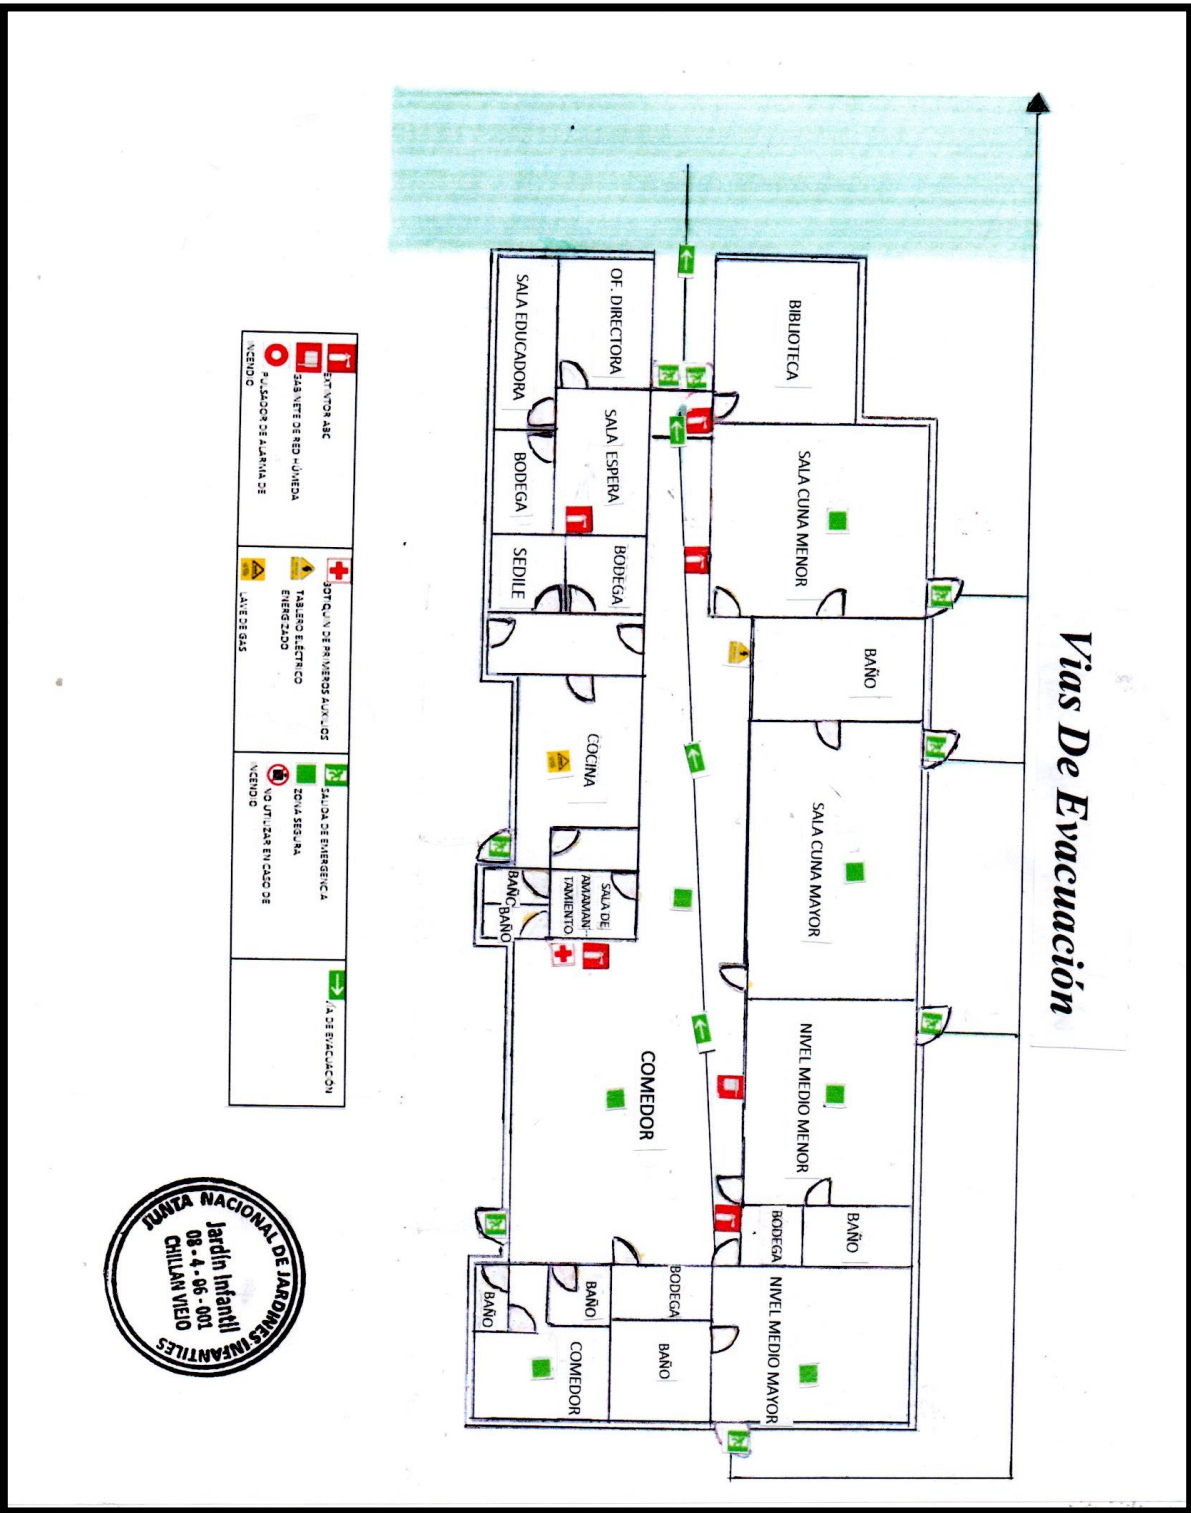 Vias De Evacuación
BIBLIOTECA
SALA CUNA MENOR
BAÑO
SALA CUNA MAYOR
NIVEL MEDIO MENOR
BAÑO
BODEGA
NIVEL MEDIO MAYOR
OF. DIRECTORA
SALA EDUCADORA
SALA ESPERA
BODEGA
BODEGA
SEDILE
COCINA
SALA DE
AMAMAN-
TAMIENTO
BAÑO
BAÑO
COMEDOR
BODEGA
BAÑO
BAÑO
BAÑO
COMEDOR
EXTINTOR ABC
GABINETE DE RED HÚMEDA
PULSADOR DE ALARMA DE
INCENDIO
BOTIQUIN DE PRIMEROS AUXILIOS
TABLERO ELÉCTRICO
ENERGIZADO
LAVE DE GAS
SALIDA DE EMERGENCIA
ZONA SEGURA
NO UTILIZAR EN CASO DE
INCENDIO
VIA DE EVACUACIÓN
JUNTA NACIONAL DE JARDINES INFANTILES
Jardín Infantil
08 - 4 - 06 - 001
CHILLAN VIEJO